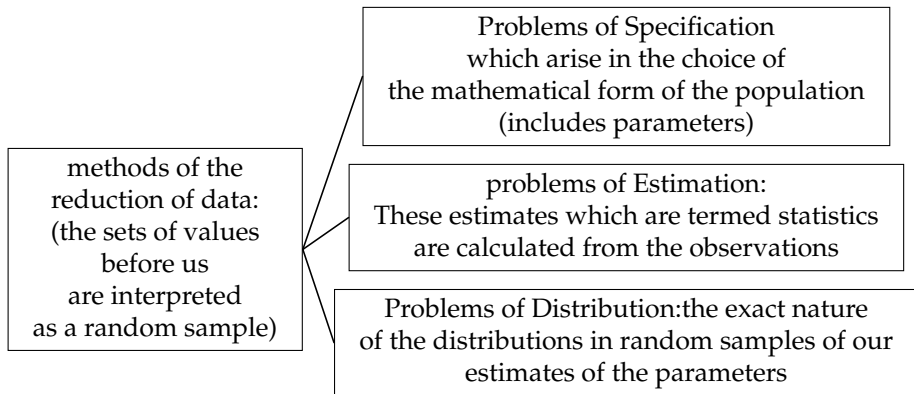 methods of the
reduction of data:
(the sets of values
before us
are interpreted
as a random sample)
Problems of Specification
which arise in the choice of
the mathematical form of the population
(includes parameters)
problems of Estimation:
These estimates which are termed statistics
are calculated from the observations
Problems of Distribution:the exact nature
of the distributions in random samples of our
estimates of the parameters